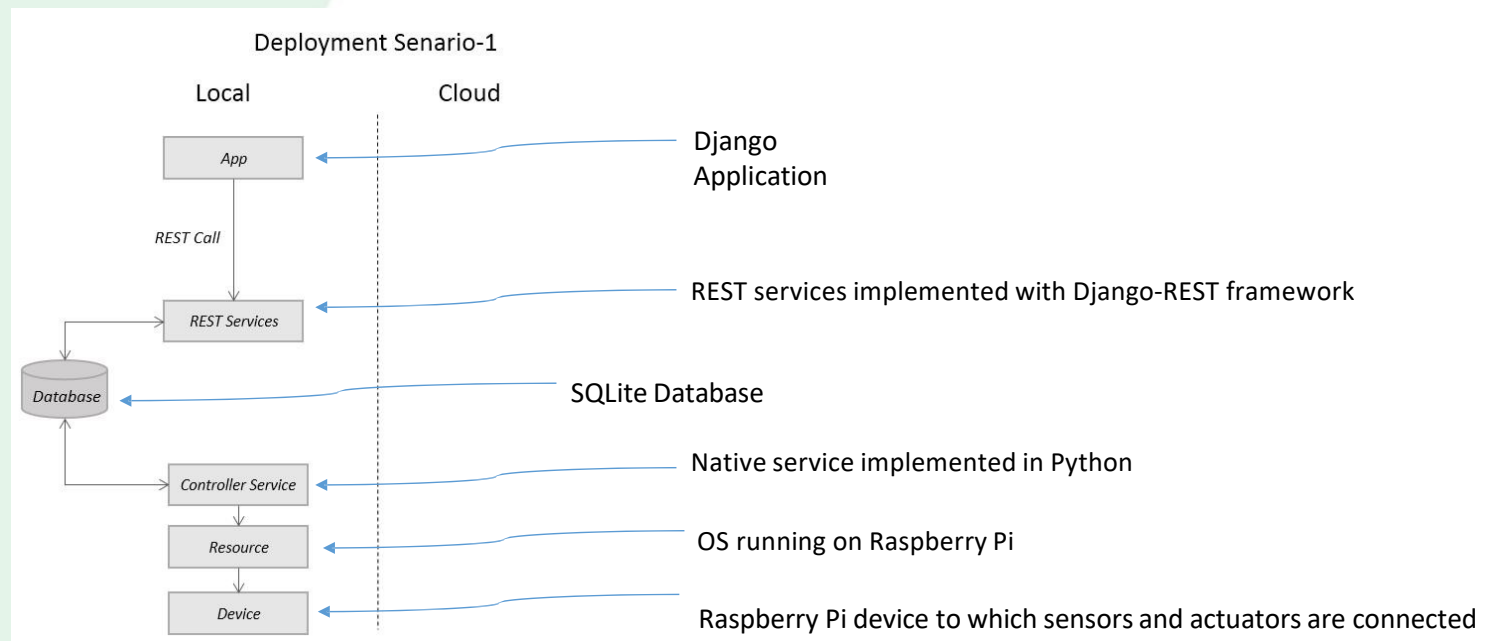 Deployment Senario-1
Local
Cloud
App
Django
Application
REST Call
REST Services
REST services implemented with Django-REST framework
Database
SQLite Database
Controller Service
Native service implemented in Python
Resource
OS running on Raspberry Pi
Device
Raspberry Pi device to which sensors and actuators are connected